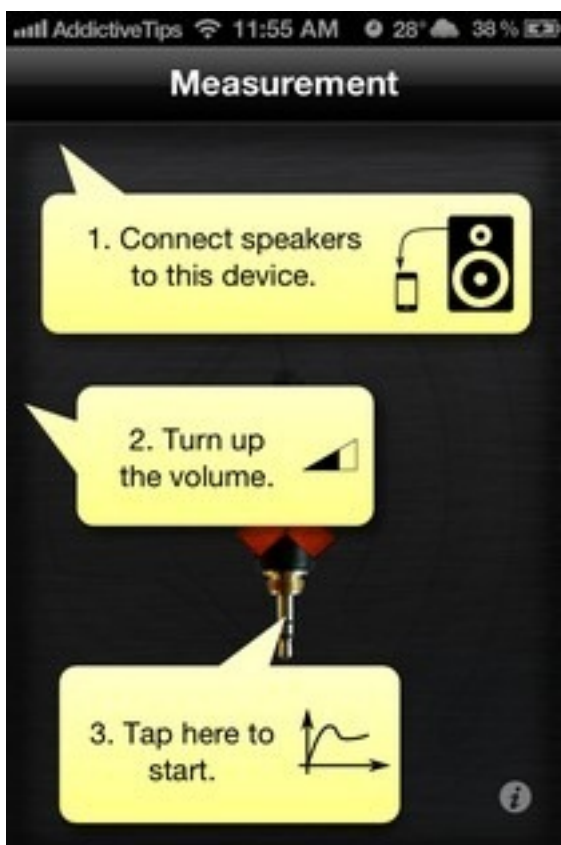 AddictiveTips 11:55 AM 28° 38%
Measurement
1. Connect speakers
to this device.
2. Turn up
the volume.
3. Tap here to
start.
i